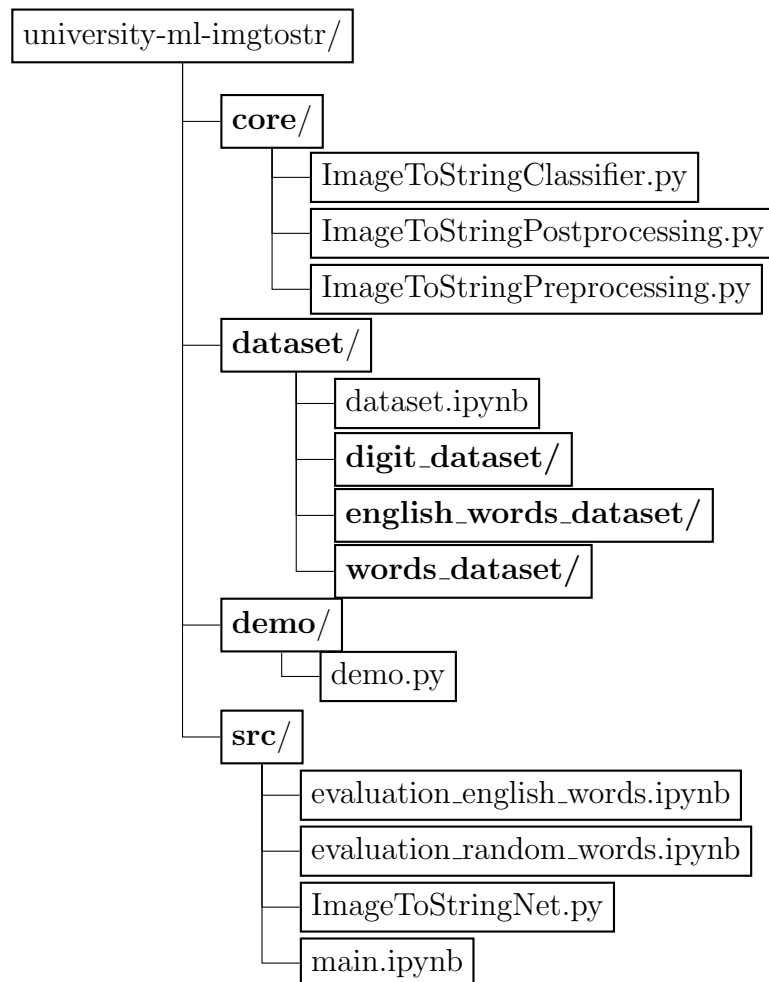 university-ml-imgtostr/
core/
ImageToStringClassifier.py
ImageToStringPostprocessing.py
ImageToStringPreprocessing.py
dataset/
dataset.ipynb
digit_dataset/
english_words_dataset/
words_dataset/
demo/
demo.py
src/
evaluation_english_words.ipynb
evaluation_random_words.ipynb
ImageToStringNet.py
main.ipynb